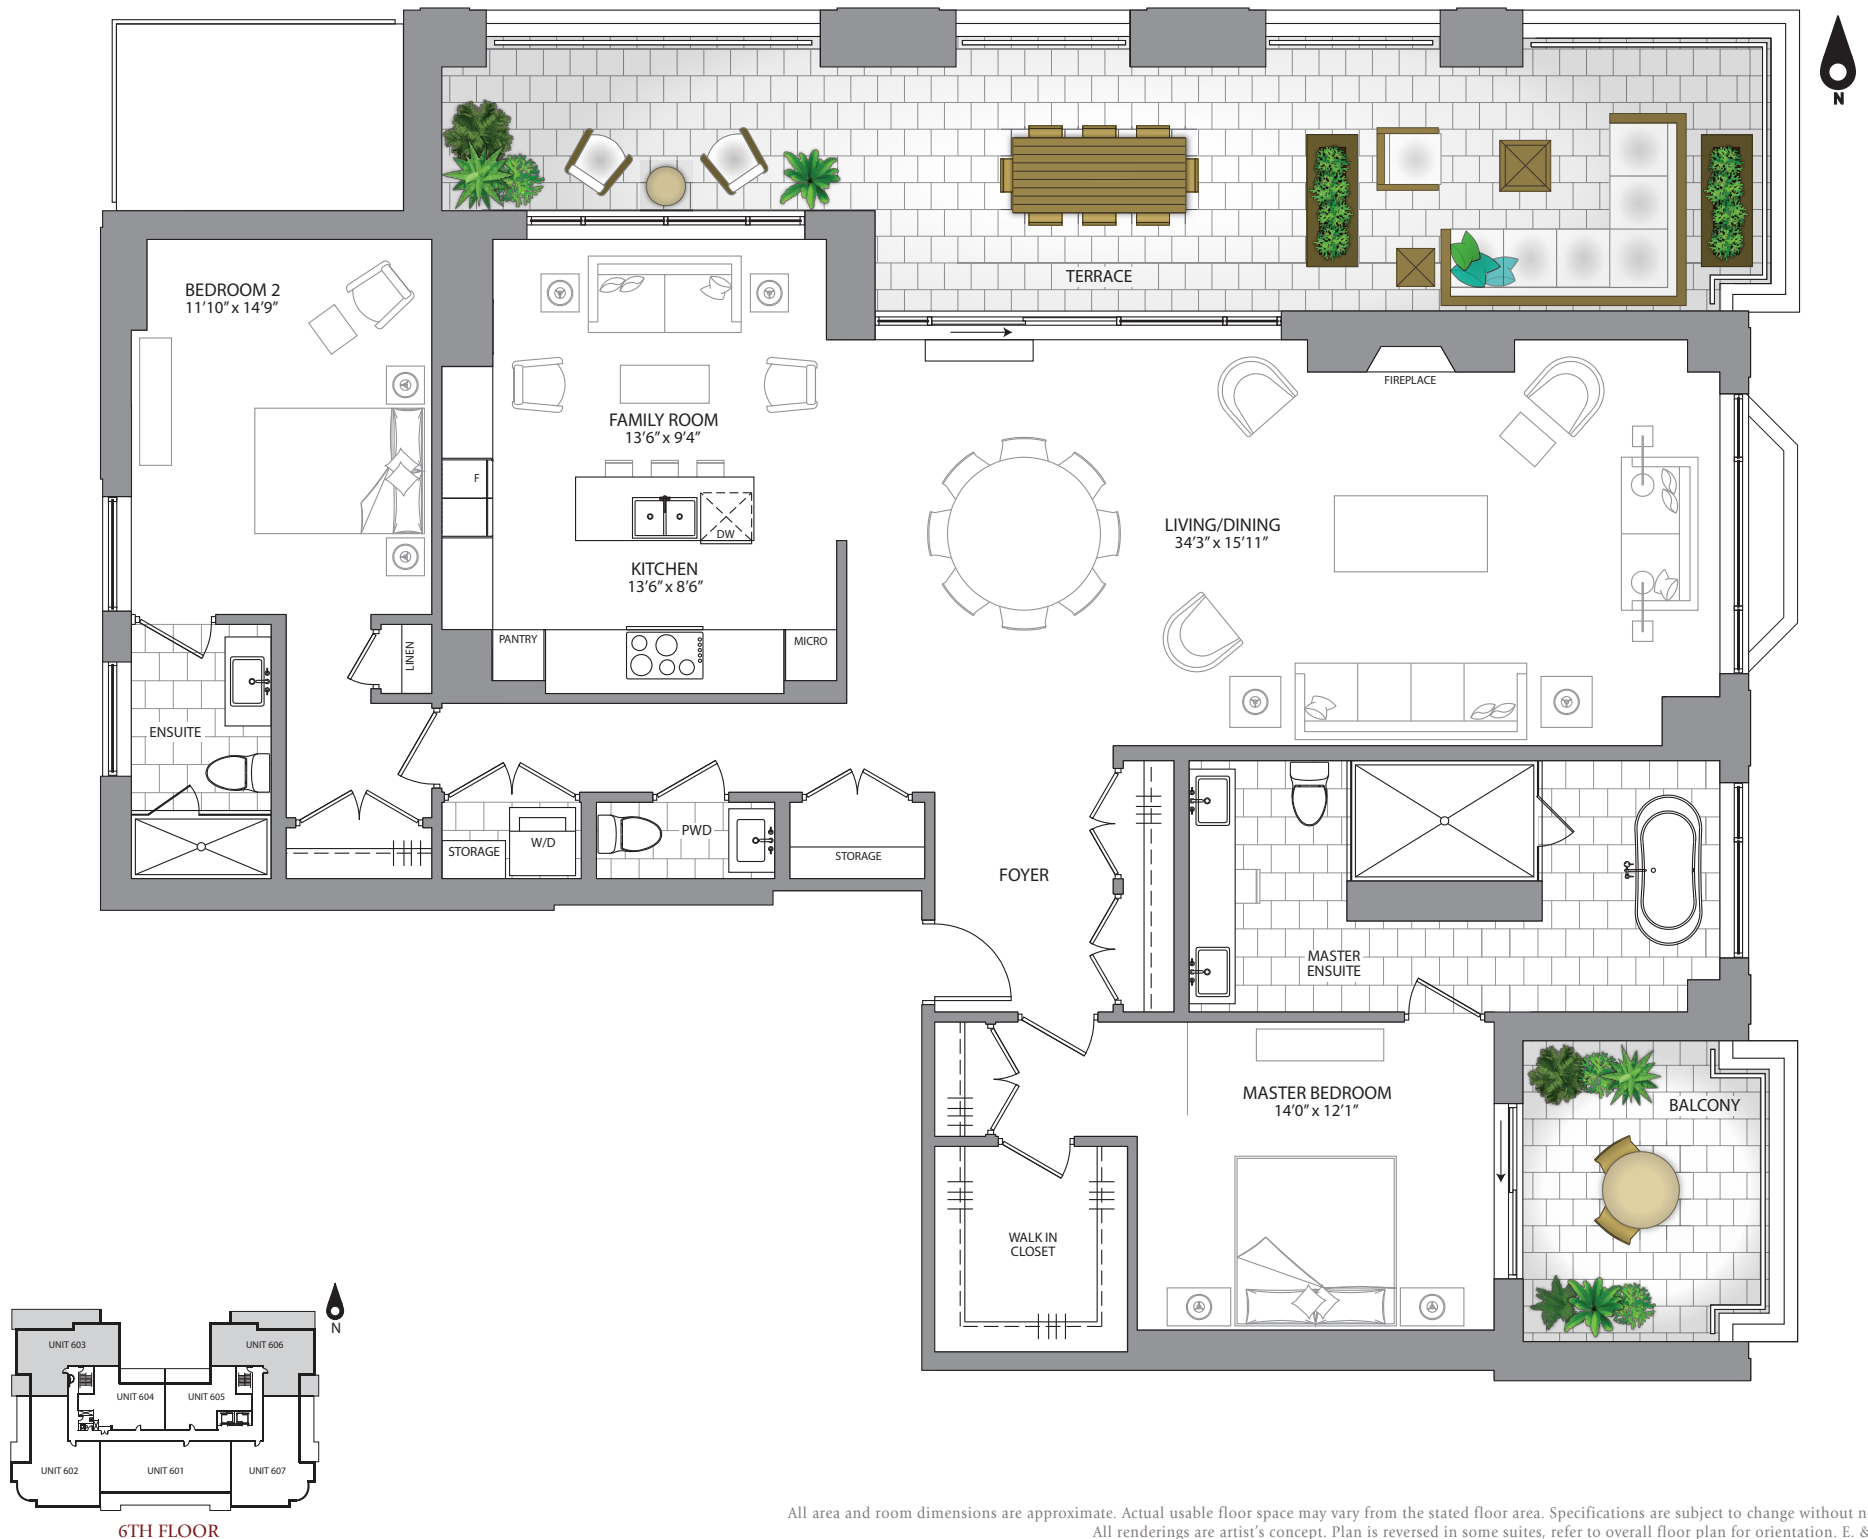 N
BEDROOM 2
11'10" x 14'9"
TERRACE
FIREPLACE
FAMILY ROOM
13'6" x 9'4"
F
DW
LIVING/DINING
34'3" x 15'11"
KITCHEN
13'6" x 8'6"
PANTRY
MICRO
LINEN
ENSUITE
STORAGE
W/D
PWD
STORAGE
FOYER
MASTER
ENSUITE
MASTER BEDROOM
14'0" x 12'1"
BALCONY
WALK IN
CLOSET
N
UNIT 603
UNIT 606
UNIT 604
UNIT 605
UNIT 602
UNIT 601
UNIT 607
6TH FLOOR
All area and room dimensions are approximate. Actual usable floor space may vary from the stated floor area. Specifications are subject to change without n
All renderings are artist's concept. Plan is reversed in some suites, refer to overall floor plan for orientation. E. &